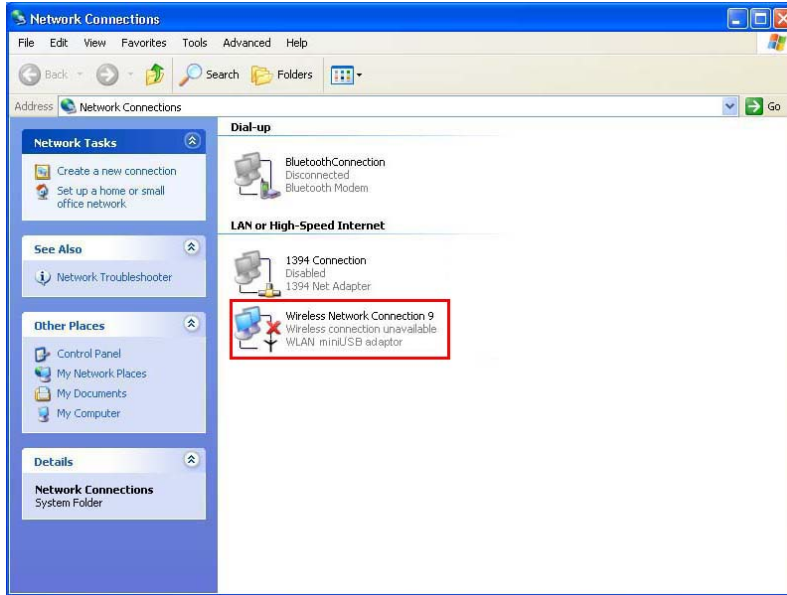 Network Connections
File Edit View Favorites Tools Advanced Help
Back Search Folders
Address Network Connections Go
Network Tasks
Create a new connection
Set up a home or small
office network
See Also
Network Troubleshooter
Other Places
Control Panel
My Network Places
My Documents
My Computer
Details
Network Connections
System Folder
Dial-up
BluetoothConnection
Disconnected
Bluetooth Modem
LAN or High-Speed Internet
1394 Connection
Disabled
1394 Net Adapter
Wireless Network Connection 9
Wireless connection unavailable
WLAN miniUSB adaptor